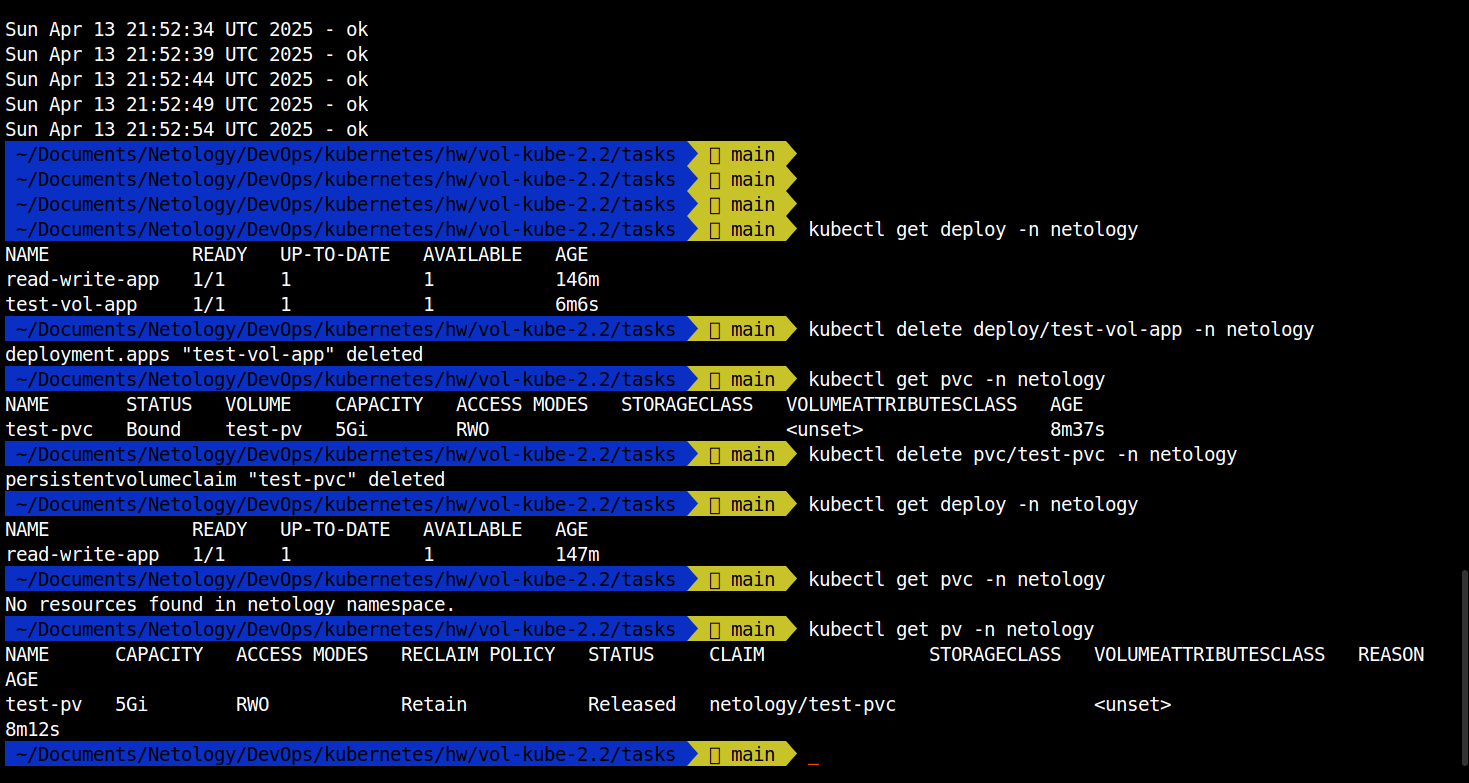 Sun Apr 13 21:52:34 UTC 2025 - ok
Sun Apr 13 21:52:39 UTC 2025 - ok
Sun Apr 13 21:52:44 UTC 2025 - ok
Sun Apr 13 21:52:49 UTC 2025 - ok
Sun Apr 13 21:52:54 UTC 2025 - ok
~/Documents/Netology/DevOps/kubernetes/hw/vol-kube-2.2/tasks main
~/Documents/Netology/DevOps/kubernetes/hw/vol-kube-2.2/tasks main
~/Documents/Netology/DevOps/kubernetes/hw/vol-kube-2.2/tasks main
~/Documents/Netology/DevOps/kubernetes/hw/vol-kube-2.2/tasks main kubectl get deploy -n netology
NAME READY UP-TO-DATE AVAILABLE AGE
read-write-app 1/1 1 1 146m
test-vol-app 1/1 1 1 6m6s
~/Documents/Netology/DevOps/kubernetes/hw/vol-kube-2.2/tasks main kubectl delete deploy/test-vol-app -n netology
deployment.apps "test-vol-app" deleted
~/Documents/Netology/DevOps/kubernetes/hw/vol-kube-2.2/tasks main kubectl get pvc -n netology
NAME STATUS VOLUME CAPACITY ACCESS MODES STORAGECLASS VOLUMEATTRIBUTESCLASS AGE
test-pvc Bound test-pv 5Gi RWO <unset> 8m37s
~/Documents/Netology/DevOps/kubernetes/hw/vol-kube-2.2/tasks main kubectl delete pvc/test-pvc -n netology
persistentvolumeclaim "test-pvc" deleted
~/Documents/Netology/DevOps/kubernetes/hw/vol-kube-2.2/tasks main kubectl get deploy -n netology
NAME READY UP-TO-DATE AVAILABLE AGE
read-write-app 1/1 1 1 147m
~/Documents/Netology/DevOps/kubernetes/hw/vol-kube-2.2/tasks main kubectl get pvc -n netology
No resources found in netology namespace.
~/Documents/Netology/DevOps/kubernetes/hw/vol-kube-2.2/tasks main kubectl get pv -n netology
NAME CAPACITY ACCESS MODES RECLAIM POLICY STATUS CLAIM STORAGECLASS VOLUMEATTRIBUTESCLASS REASON
AGE
test-pv 5Gi RWO Retain Released netology/test-pvc <unset>
8m12s
~/Documents/Netology/DevOps/kubernetes/hw/vol-kube-2.2/tasks main _